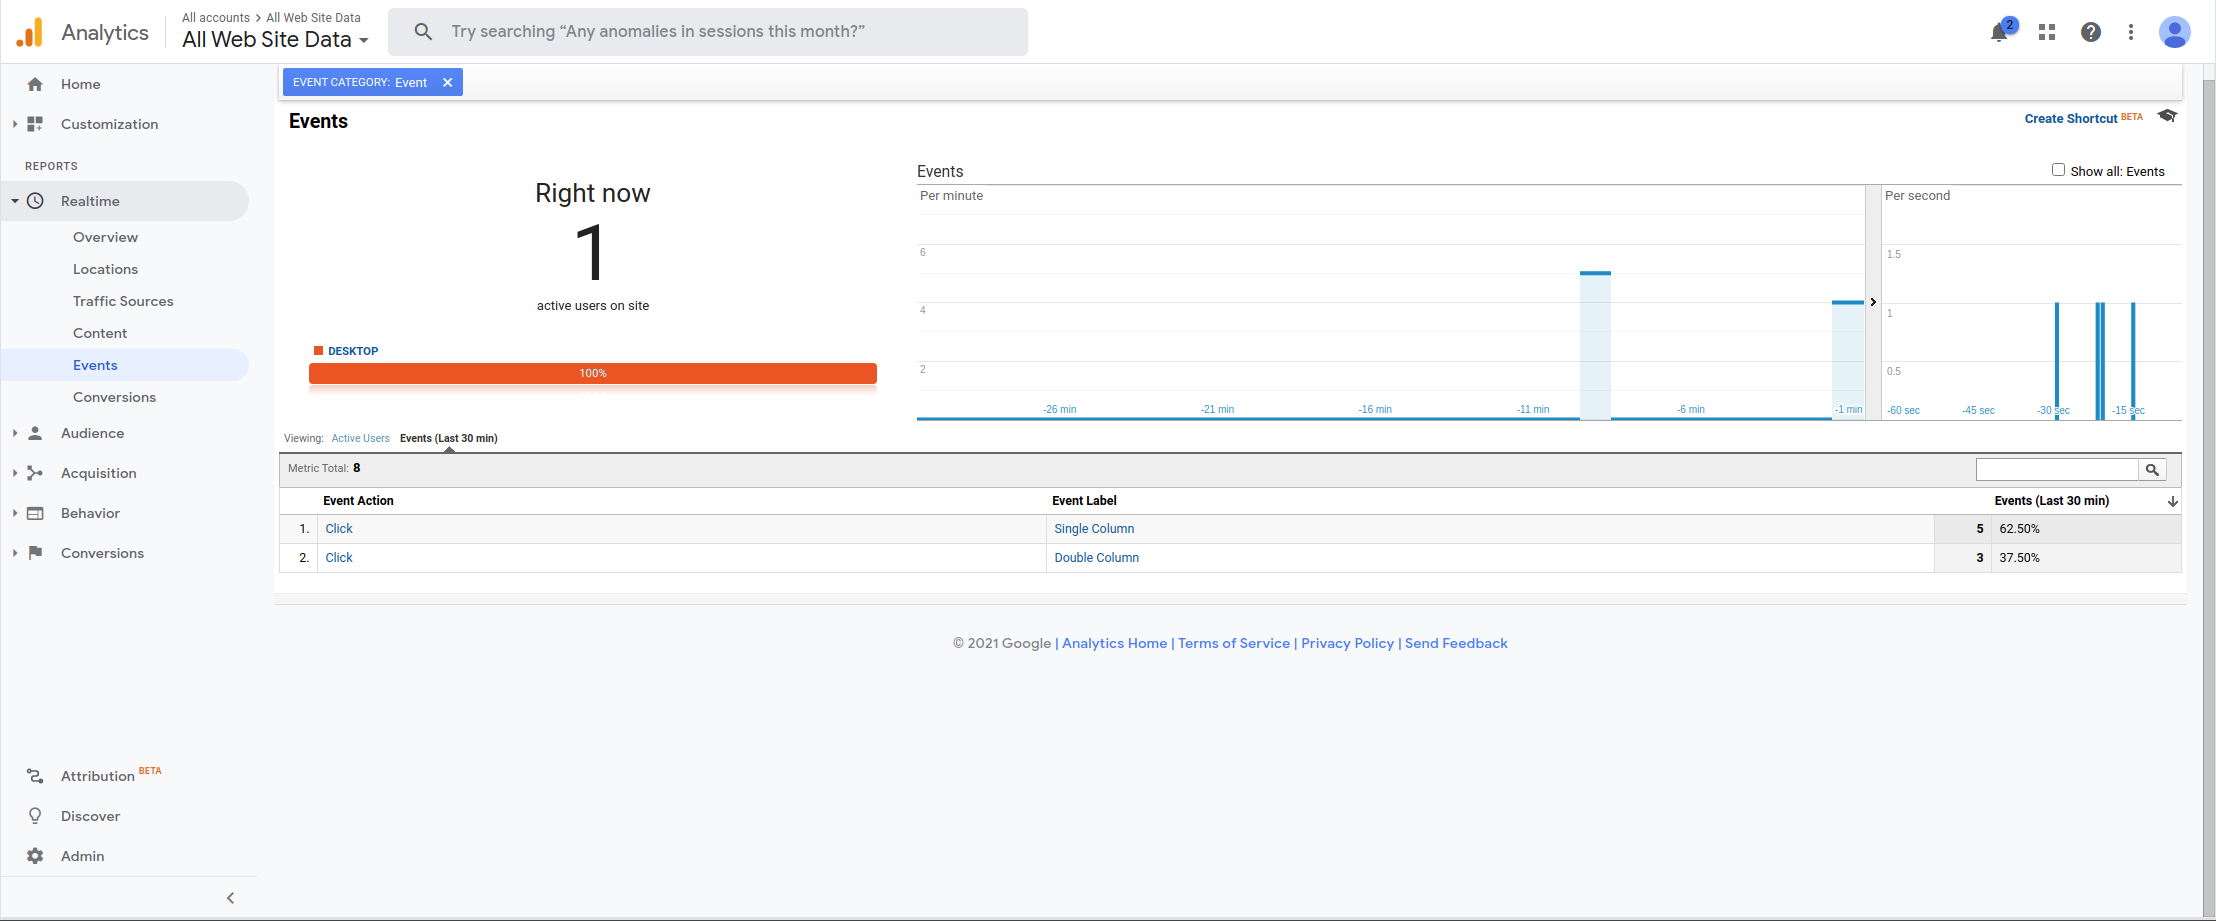 Analytics
All accounts > All Web Site Data
All Web Site Data
Try searching “Any anomalies in sessions this month?”
2
Home
Customization
REPORTS
Realtime
Overview
Locations
Traffic Sources
Content
Events
Conversions
Audience
Acquisition
Behavior
Conversions
Attribution BETA
Discover
Admin
EVENT CATEGORY: Event
Events
Create Shortcut BETA
Right now
1
active users on site
DESKTOP
100%
Events
Show all: Events
Per minute
6
4
2
-26 min
-21 min
-16 min
-11 min
-6 min
-1 min
Per second
1.5
1
0.5
-60 sec
-45 sec
-30 sec
-15 sec
Viewing: Active Users Events (Last 30 min)
Metric Total: 8
Event Action Event Label Events (Last 30 min)
1. Click Single Column 5 62.50%
2. Click Double Column 3 37.50%
© 2021 Google | Analytics Home | Terms of Service | Privacy Policy | Send Feedback